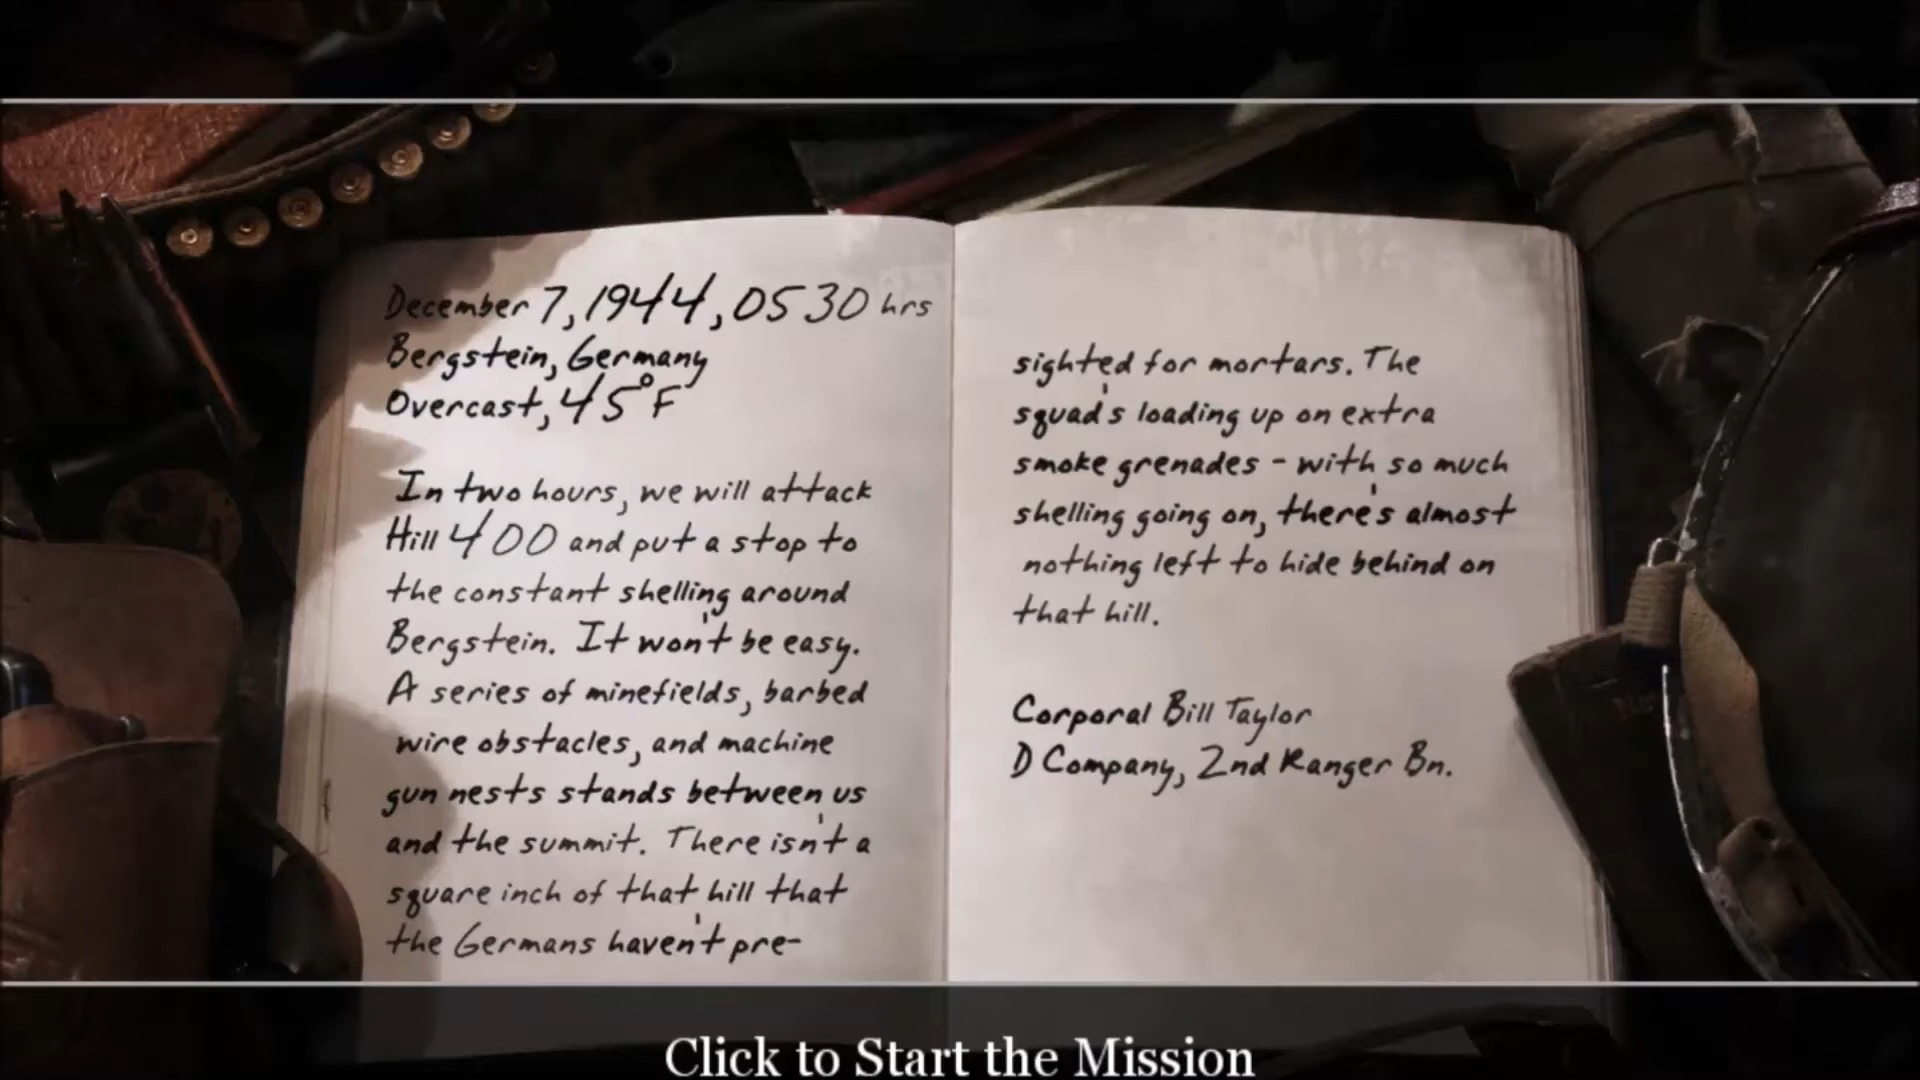 December 7, 1944, 0530 hrs
Bergstein, Germany
Overcast, 45°F
In two hours, we will attack
Hill 400 and put a stop to
the constant shelling around
Bergstein. It won't be easy.
A series of minefields, barbed
wire obstacles, and machine
gun nests stands between us
and the summit. There isn't a
square inch of that hill that
the Germans haven't pre-
sighted for mortars. The
squad's loading up on extra
smoke grenades - with so much
shelling going on, there's almost
nothing left to hide behind on
that hill.
Corporal Bill Taylor
D Company, 2nd Ranger Bn.
Click to Start the Mission